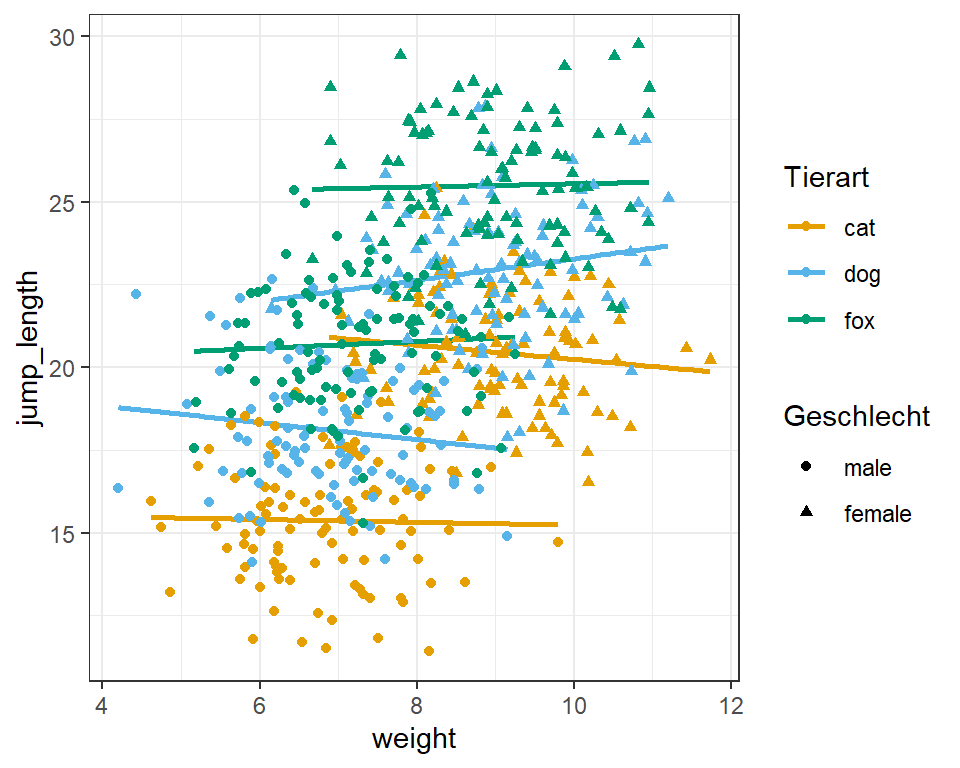 30
25
20
15
jump_length
4 6 8 10 12
weight
Tierart
cat
dog
fox
Geschlecht
male
female